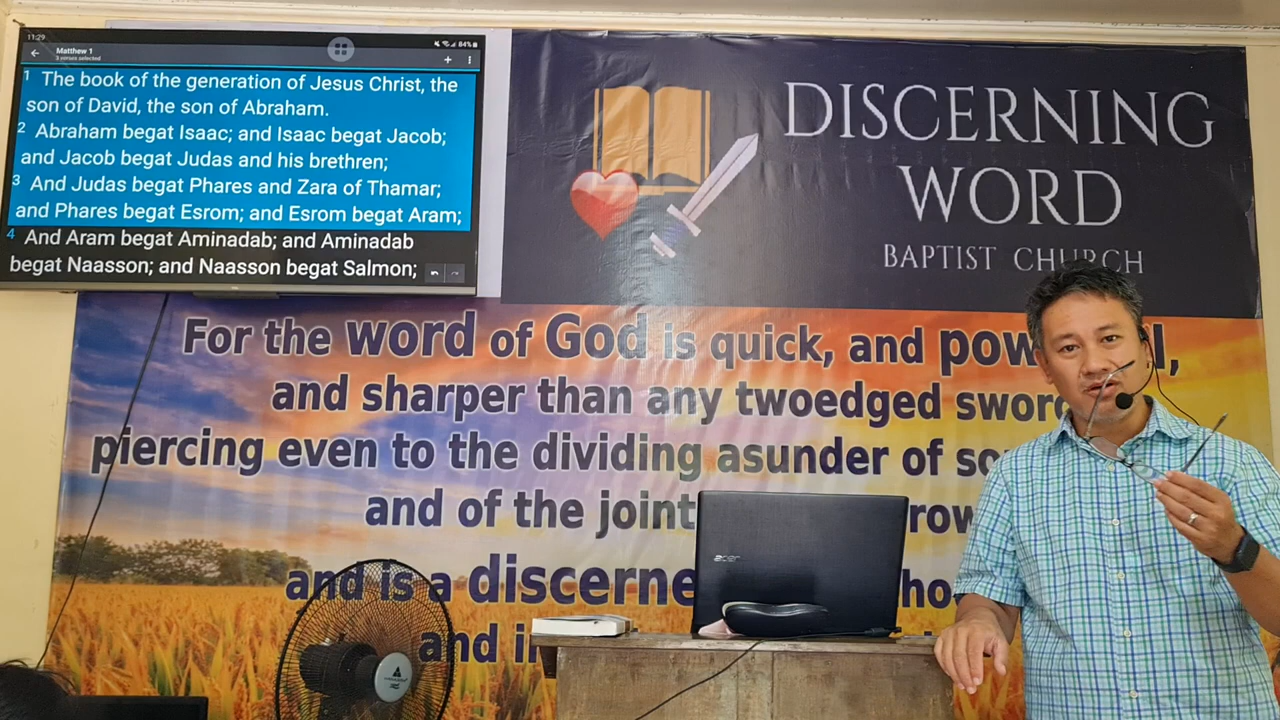 11:29
84%
Matthew 1
3 verses selected
1 The book of the generation of Jesus Christ, the
son of David, the son of Abraham.
2 Abraham begat Isaac; and Isaac begat Jacob;
and Jacob begat Judas and his brethren;
3 And Judas begat Phares and Zara of Thamar;
and Phares begat Esrom; and Esrom begat Aram;
4 And Aram begat Aminadab; and Aminadab
begat Naasson; and Naasson begat Salmon;
DISCERNING
WORD
BAPTIST CHURCH
For the word of God is quick, and
and sharper than any twoedged
piercing even to the dividing asunder of
and of the
and is a
and
acer